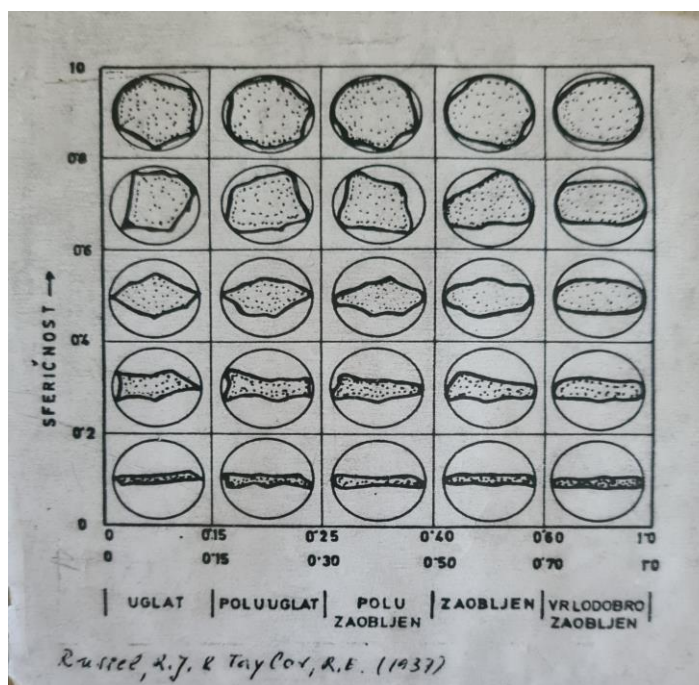 10
0'8
0'6
0'4
0'2
0
SFERIČNOST →
0 0'15 0'25 0'40 0'60 1'0
0 0'15 0'30 0'50 0'70 1'0
UGLAT | POLUUGLAT | POLU ZAOBLJEN | ZAOBLJEN | VRLODOBRO ZAOBLJEN
Russel, R.J. & Taylor, R.E. (1937)